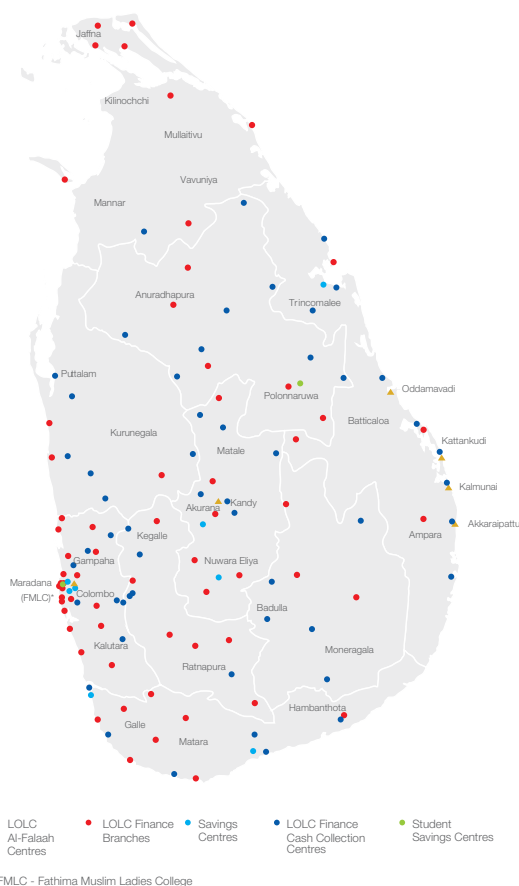 Jaffna
Kilinochchi
Mullaitivu
Vavuniya
Mannar
Anuradhapura
Trincomalee
Puttalam
Oddamavadi
Polonnaruwa
Batticaloa
Kurunegala
Kattankudi
Matale
Kalmunai
Akurana
Kandy
Akkaraipattu
Kegalle
Ampara
Gampaha
Nuwara Eliya
Maradana
(FMLC)*
Colombo
Badulla
Kalutara
Moneragala
Ratnapura
Hambanthota
Galle
Matara
LOLC
Al-Falaah
Centres
LOLC Finance
Branches
Savings
Centres
LOLC Finance
Cash Collection
Centres
Student
Savings Centres
FMLC - Fathima Muslim Ladies College